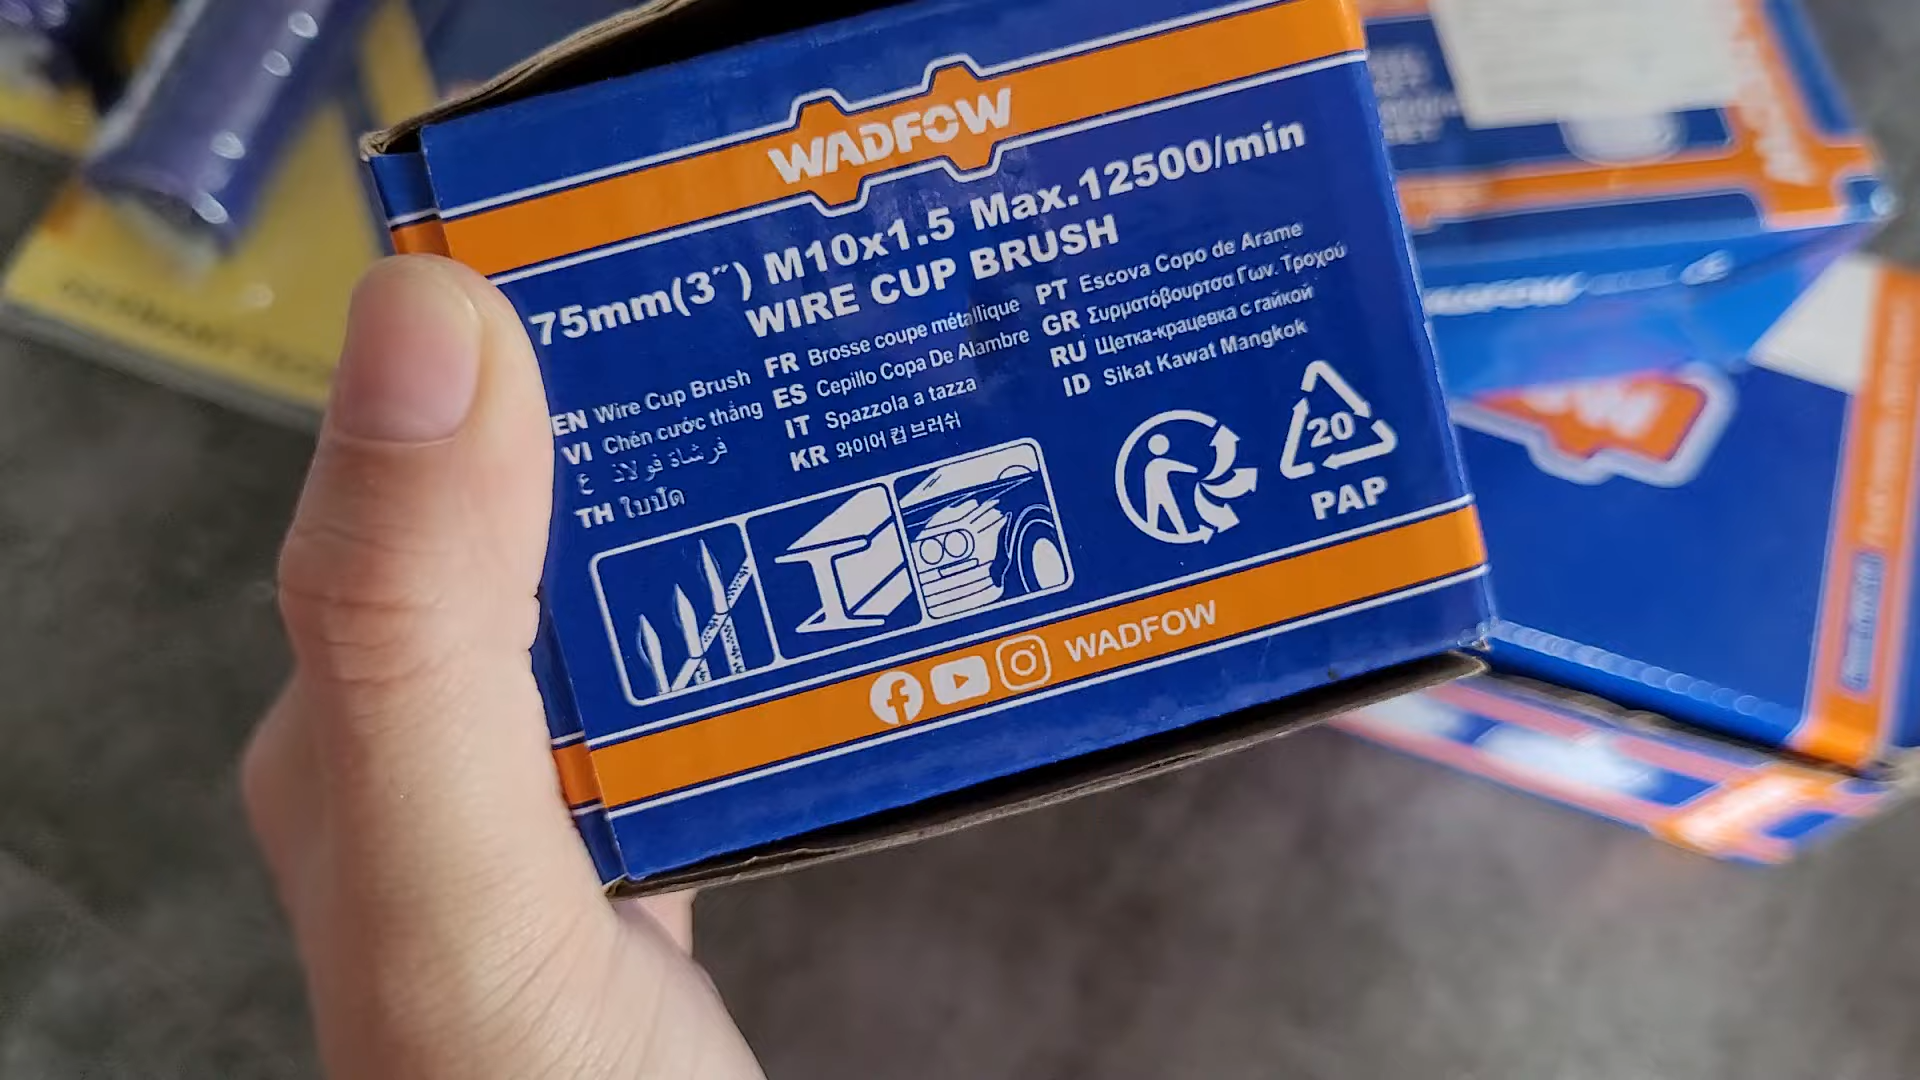 WADFOW
75mm(3″) M10x1.5 Max.12500/min
WIRE CUP BRUSH
EN Wire Cup Brush
VI Chén cước thẳng
ع فرشاة فولاذ
TH ใบปัด
FR Brosse coupe métallique
ES Cepillo Copa De Alambre
IT Spazzola a tazza
KR 와이어 컵 브러쉬
PT Escova Copo de Arame
GR Συρματόβουρτσα Γων. Τροχού
RU Щетка-крацевка с гайкой
ID Sikat Kawat Mangkok
20
PAP
WADFOW